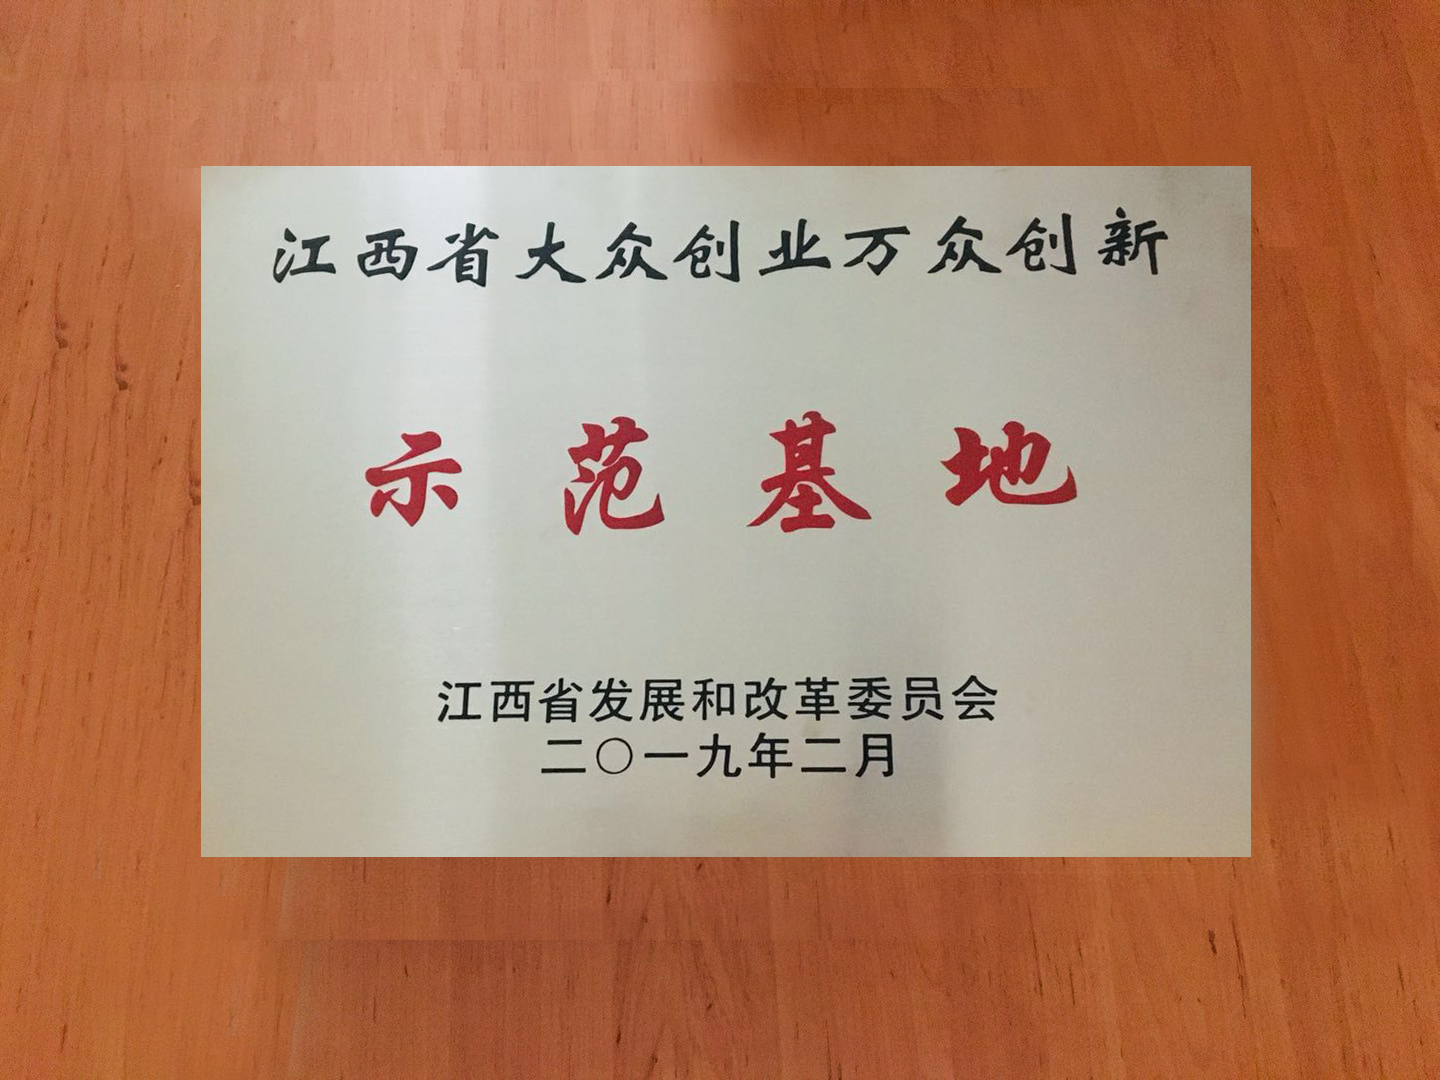 江西省大众创业万众创新
示范基地
江西省发展和改革委员会
二〇一九年二月